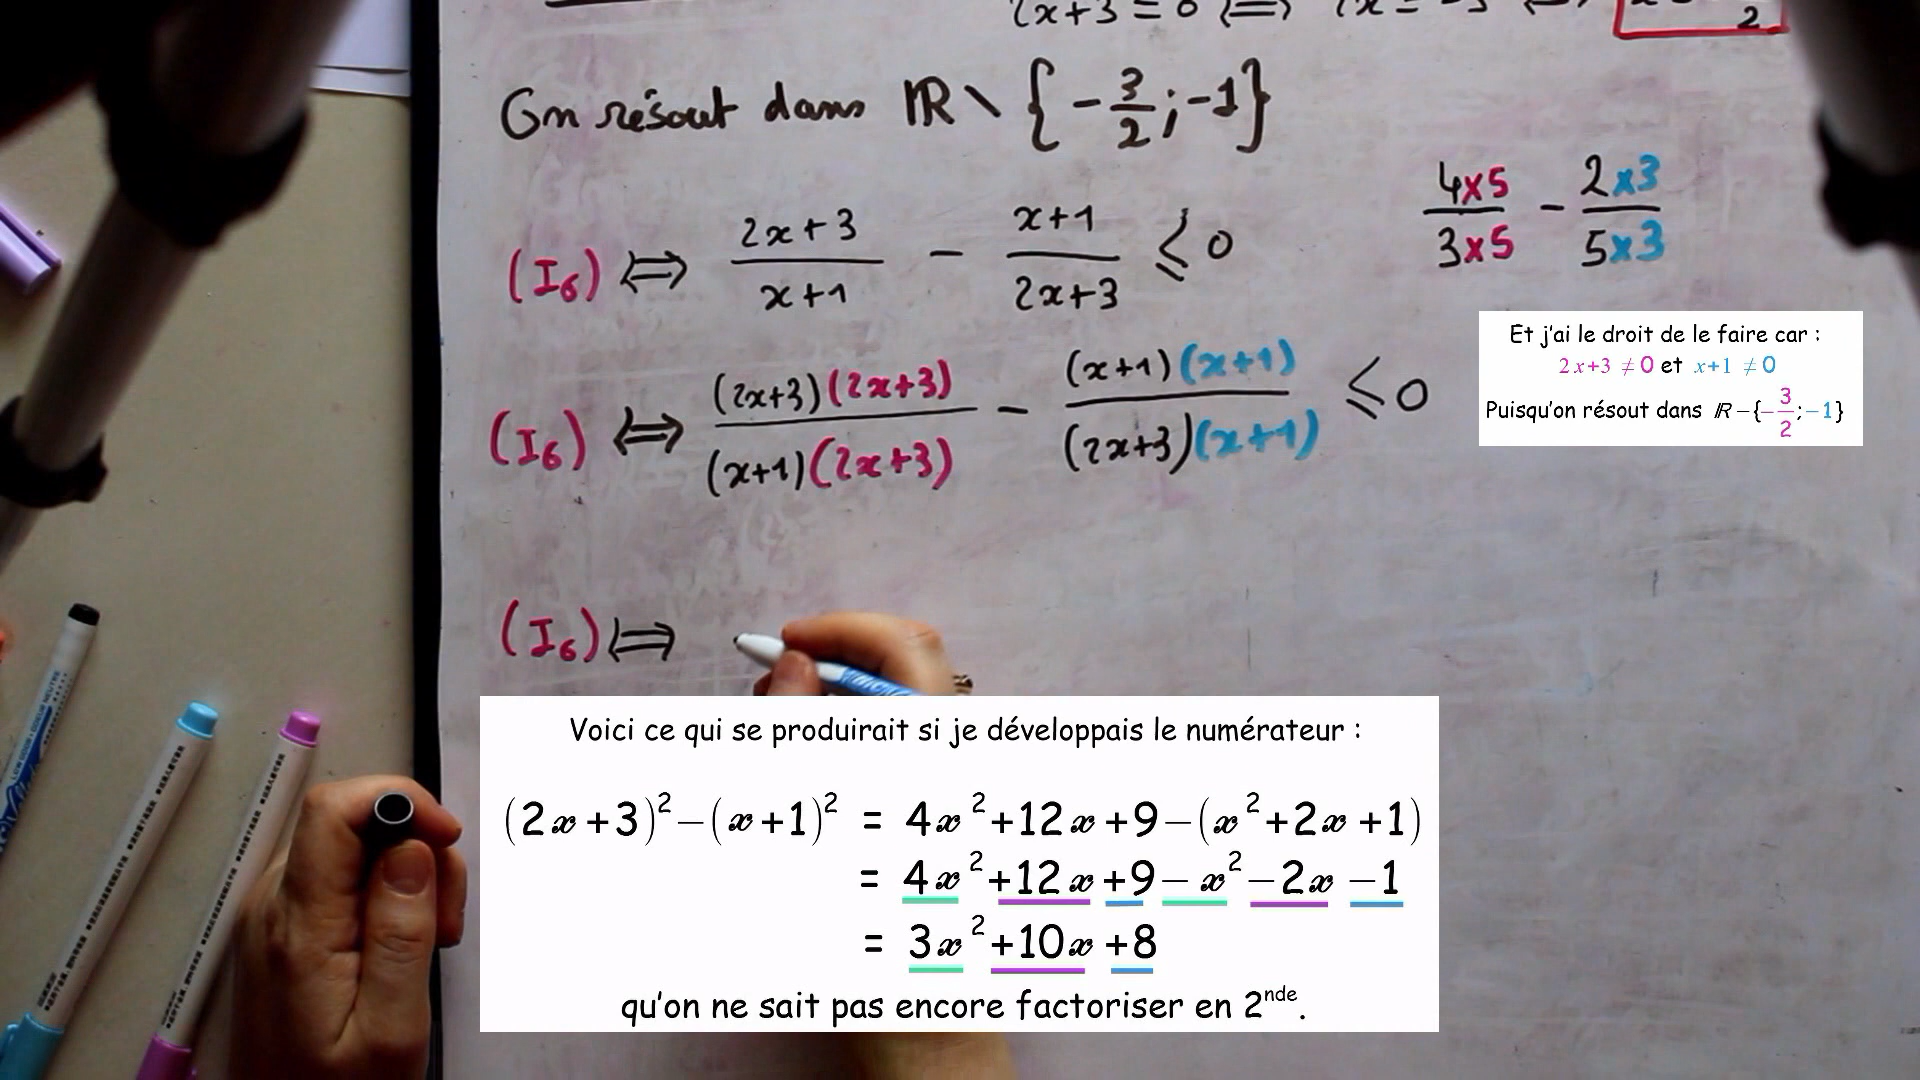 2x+3 = 0 ⟺
2
On résout dans ℝ \ { -3/2 ; -1 }
(I₆) ⟺ (2x+3)/(x+1) - (x+1)/(2x+3) ⩽ 0
(4×5)/(3×5) - (2×3)/(5×3)
Et j'ai le droit de le faire car :
2x+3 ≠0 et x+1 ≠0
Puisqu'on résout dans ℝ-{-3/2;-1}
(I₆) ⟺ ((2x+3)(2x+3))/((x+1)(2x+3)) - ((x+1)(x+1))/((2x+3)(x+1)) ⩽ 0
(I₆) ⟺
Voici ce qui se produirait si je développais le numérateur :
(2x+3)²-(x+1)² = 4x²+12x+9-(x²+2x+1)
= 4x²+12x+9-x²-2x-1
= 3x²+10x+8
qu'on ne sait pas encore factoriser en 2ⁿᵈᵉ.